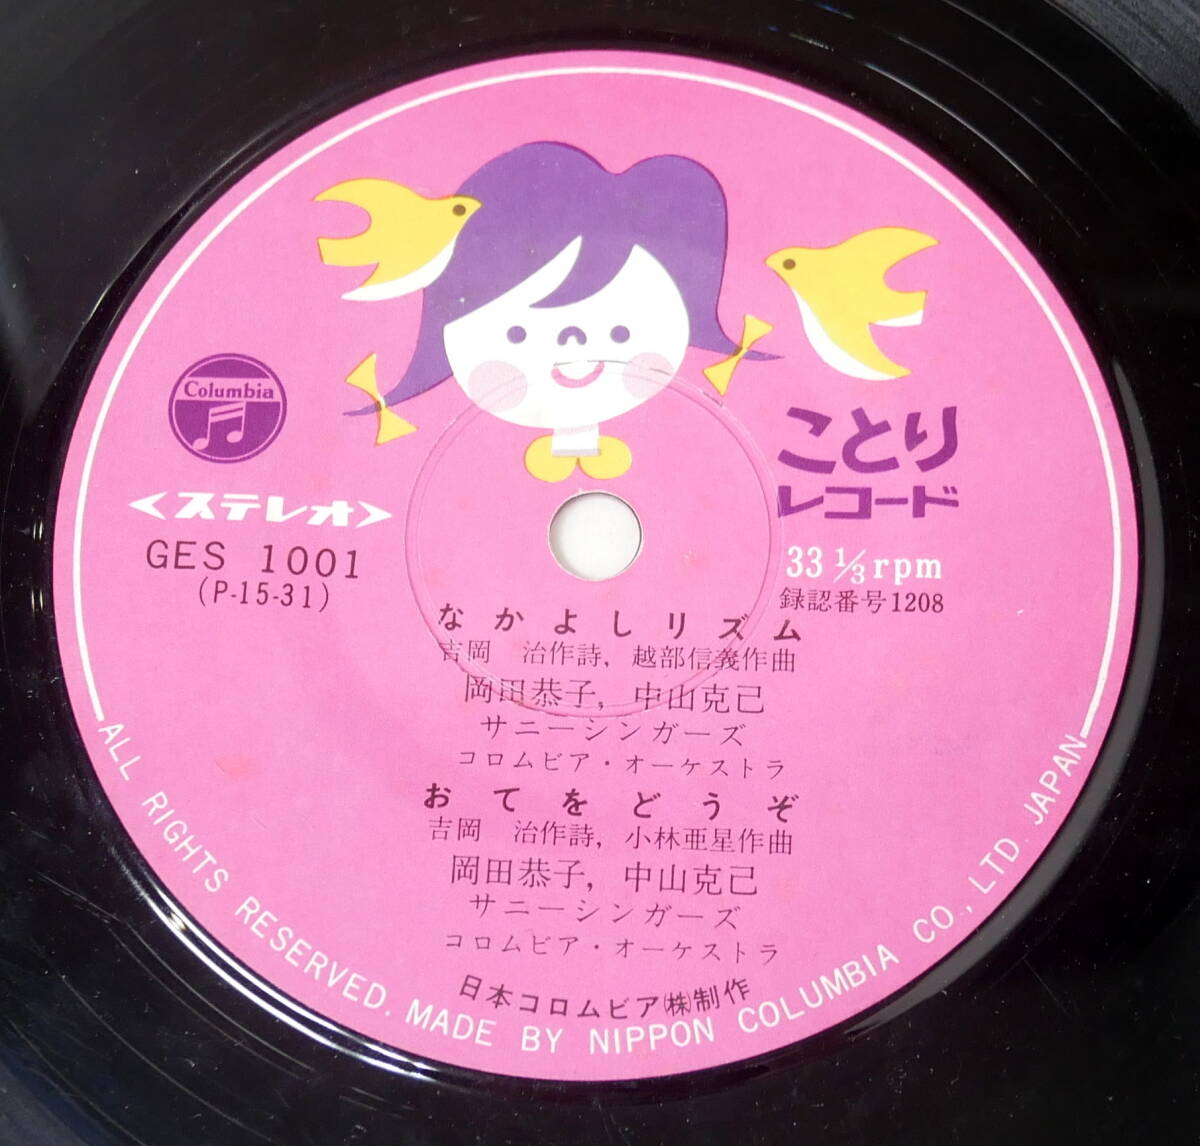 Columbia
<ステレオ>
GES 1001
(P-15-31)
ことり
レコード
33 1/3 rpm
録認番号1208
なかよしリズム
吉岡　治作詩, 越部信義作曲
岡田恭子, 中山克己
サニーシンガーズ
コロムビア・オーケストラ
おてをどうぞ
吉岡　治作詩, 小林亜星作曲
岡田恭子, 中山克己
サニーシンガーズ
コロムビア・オーケストラ
日本コロムビア㈱制作
ALL RIGHTS RESERVED. MADE BY NIPPON COLUMBIA CO., LTD. JAPAN